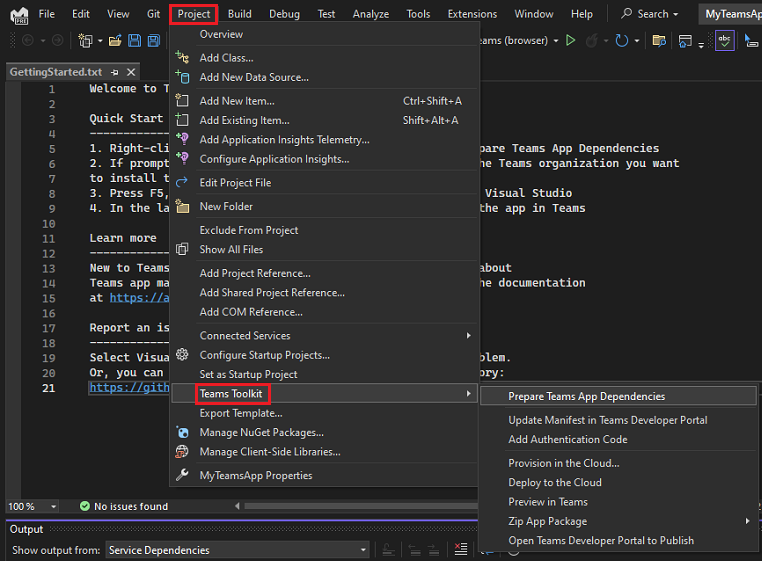 PRE File Edit View Git Project Build Debug Test Analyze Tools Extensions Window Help Search MyTeamsAp
eams (browser)
abc
GettingStarted.txt
1 Welcome to T
2
3 Quick Start
4 -------------
5 1. Right-clic
6 2. If prompt
7 to install t
8 3. Press F5,
9 4. In the la
10
11 Learn more
12 -------------
13 New to Teams
14 Teams app ma
15 at https://a
16
17 Report an is
18 -------------
19 Select Visua
20 Or, you can
21 https://gith
Overview
Add Class...
Add New Data Source...
Add New Item... Ctrl+Shift+A
Add Existing Item... Shift+Alt+A
Add Application Insights Telemetry...
Configure Application Insights...
Edit Project File
New Folder
Exclude From Project
Show All Files
Add Project Reference...
Add Shared Project Reference...
Add COM Reference...
Connected Services
Configure Startup Projects...
Set as Startup Project
Teams Toolkit
Export Template...
Manage NuGet Packages...
Manage Client-Side Libraries...
MyTeamsApp Properties
pare Teams App Dependencies
the Teams organization you want
Visual Studio
the app in Teams
about
he documentation
blem.
ory:
Prepare Teams App Dependencies
Update Manifest in Teams Developer Portal
Add Authentication Code
Provision in the Cloud...
Deploy to the Cloud
Preview in Teams
Zip App Package
Open Teams Developer Portal to Publish
100 % No issues found
Output
Show output from: Service Dependencies